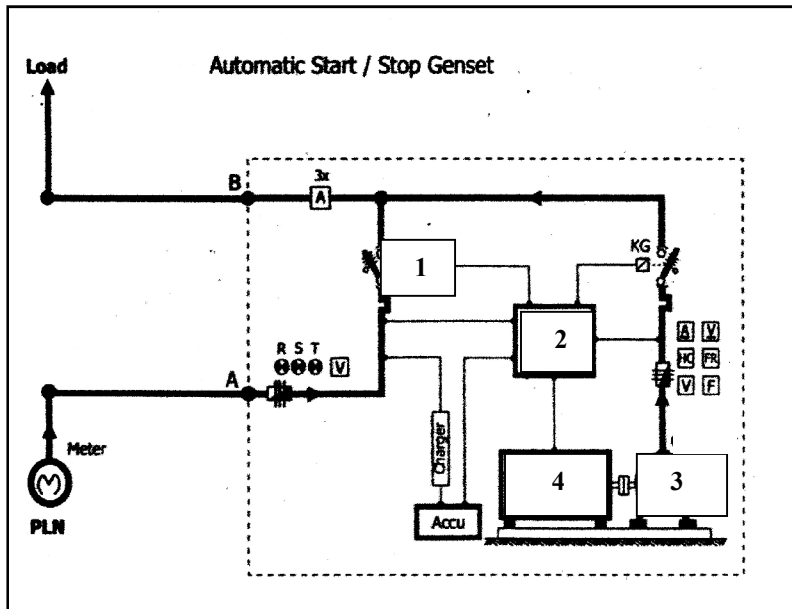 Automatic Start / Stop Genset
Load
B
3x
A
KG
1
2
A V
HC FR
V F
R S T
V
A
Meter
PLN
Charger
Accu
4
3